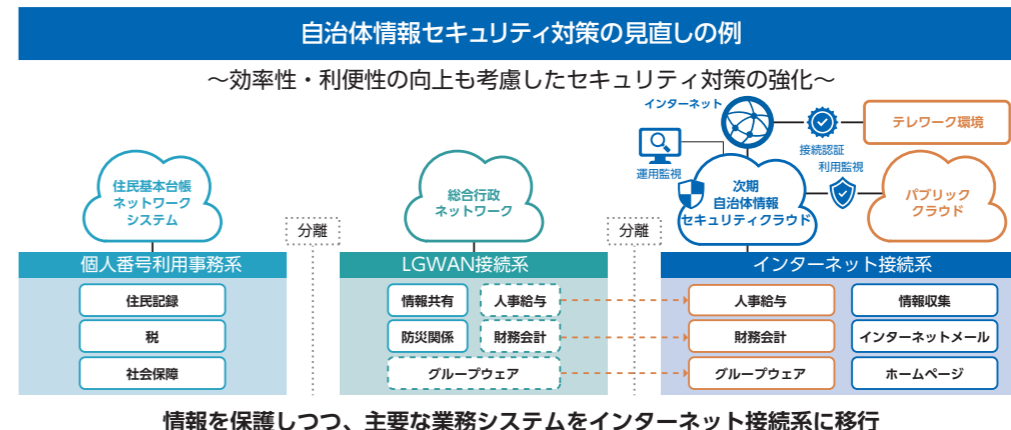 自治体情報セキュリティ対策の見直しの例
～効率性・利便性の向上も考慮したセキュリティ対策の強化～
インターネット
接続認証
テレワーク環境
運用監視
利用監視
住民基本台帳
ネットワーク
システム
総合行政
ネットワーク
次期
自治体情報
セキュリティクラウド
パブリック
クラウド
分離
分離
個人番号利用事務系
住民記録
税
社会保障
LGWAN接続系
情報共有
人事給与
防災関係
財務会計
グループウェア
インターネット接続系
人事給与
情報収集
財務会計
インターネットメール
グループウェア
ホームページ
情報を保護しつつ、主要な業務システムをインターネット接続系に移行